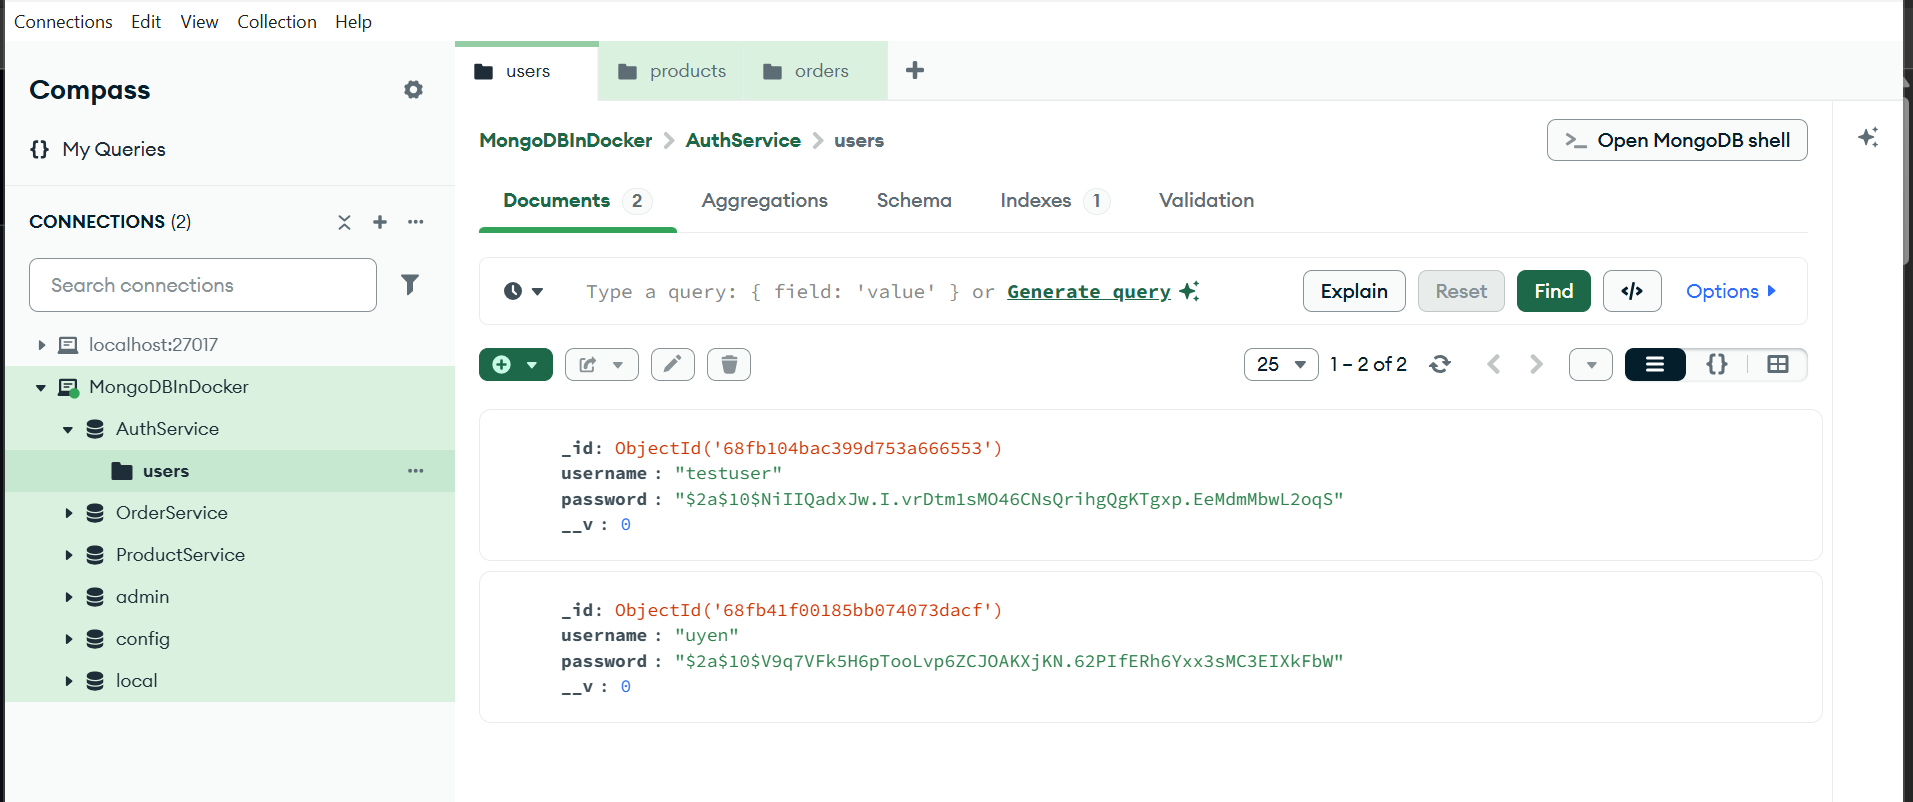 Connections Edit View Collection Help
Compass
{} My Queries
CONNECTIONS (2)
Search connections
localhost:27017
MongoDBInDocker
AuthService
users
OrderService
ProductService
admin
config
local
users products orders
MongoDBInDocker > AuthService > users
>_ Open MongoDB shell
Documents 2 Aggregations Schema Indexes 1 Validation
Type a query: { field: 'value' } or Generate query
Explain Reset Find </> Options
25 1 – 2 of 2 {}
_id: ObjectId('68fb104bac399d753a666553')
username : "testuser"
password : "$2a$10$NiIIQadxJw.I.vrDtm1sMO46CNsQrihgQgKTgxp.EeMdmMbwL2oqS"
__v : 0
_id: ObjectId('68fb41f00185bb074073dacf')
username : "uyen"
password : "$2a$10$V9q7VFk5H6pTooLvp6ZCJOAKXjKN.62PIfERh6Yxx3sMC3EIXkFbW"
__v : 0